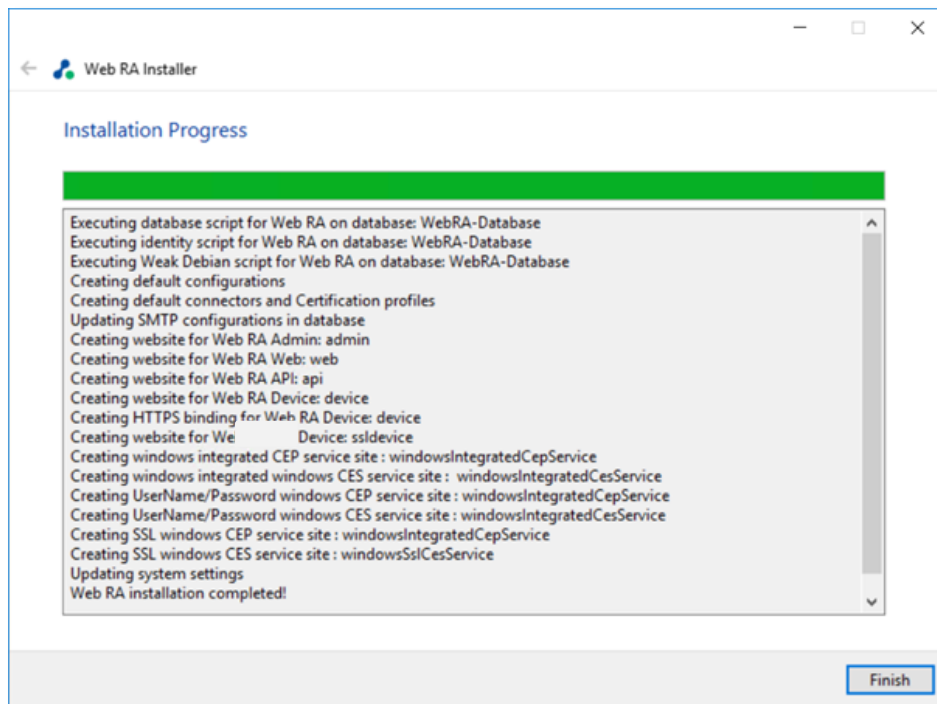 Web RA Installer
Installation Progress
Executing database script for Web RA on database: WebRA-Database
Executing identity script for Web RA on database: WebRA-Database
Executing Weak Debian script for Web RA on database: WebRA-Database
Creating default configurations
Creating default connectors and Certification profiles
Updating SMTP configurations in database
Creating website for Web RA Admin: admin
Creating website for Web RA Web: web
Creating website for Web RA API: api
Creating website for Web RA Device: device
Creating HTTPS binding for Web RA Device: device
Creating website for We Device: ssldevice
Creating windows integrated CEP service site : windowsIntegratedCepService
Creating windows integrated windows CES service site :  windowsIntegratedCesService
Creating UserName/Password windows CEP service site : windowsIntegratedCepService
Creating UserName/Password windows CES service site : windowsIntegratedCesService
Creating SSL windows CEP service site : windowsIntegratedCepService
Creating SSL windows CES service site : windowsSslCesService
Updating system settings
Web RA installation completed!
Finish